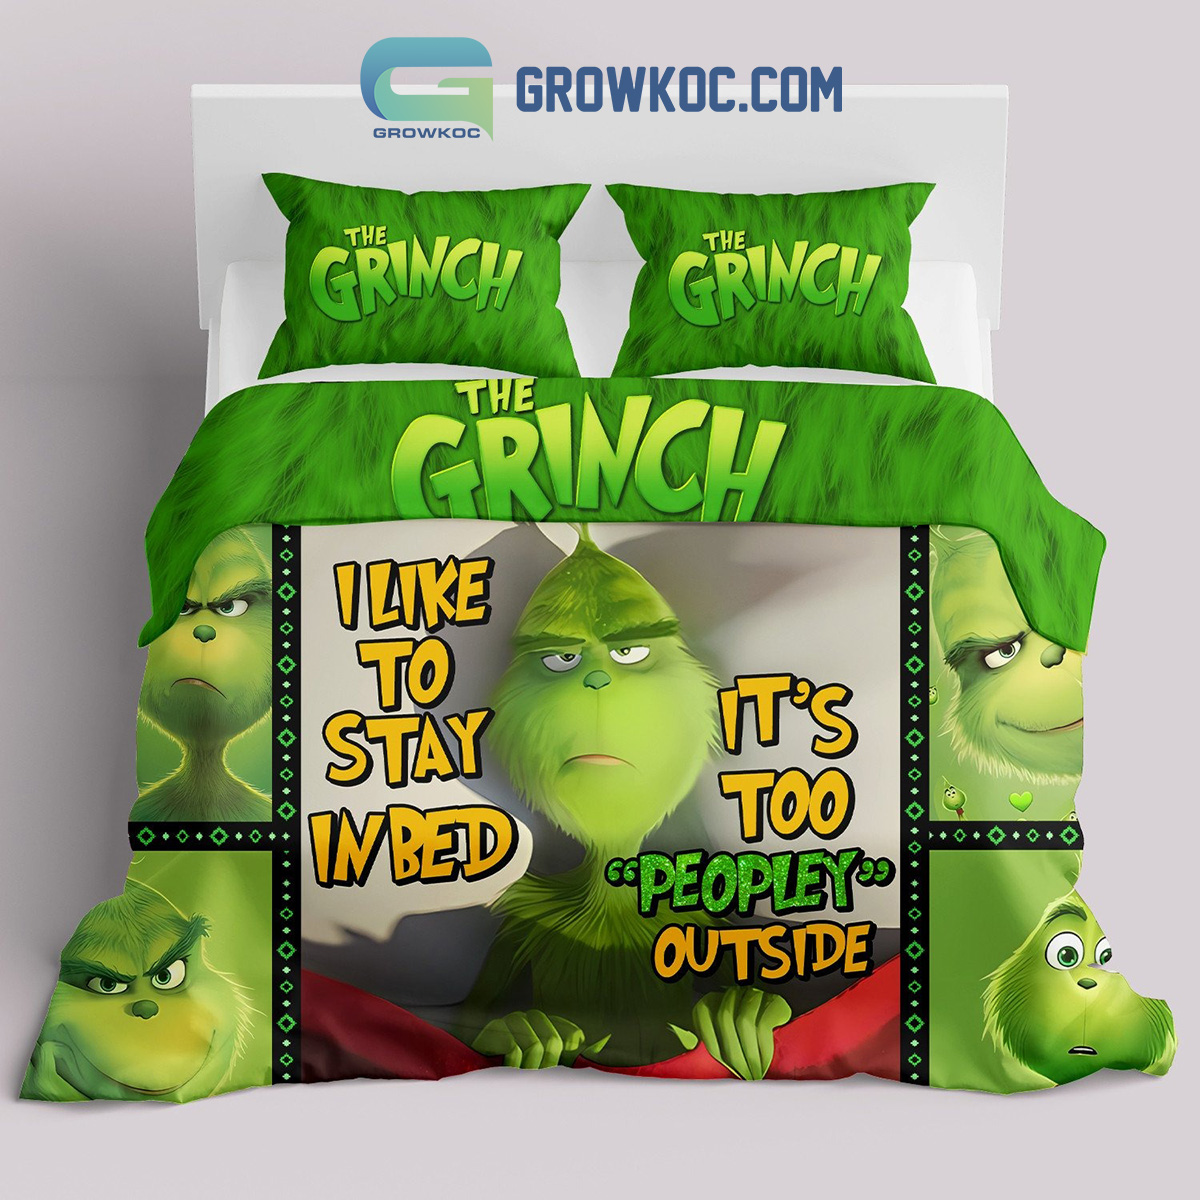 GROWKOC
GROWKOC.COM
THE
GRINCH
THE
GRINCH
THE
GRINCH
I LIKE
TO
STAY
IN BED
IT'S
TOO
“PEOPLEY”
OUTSIDE